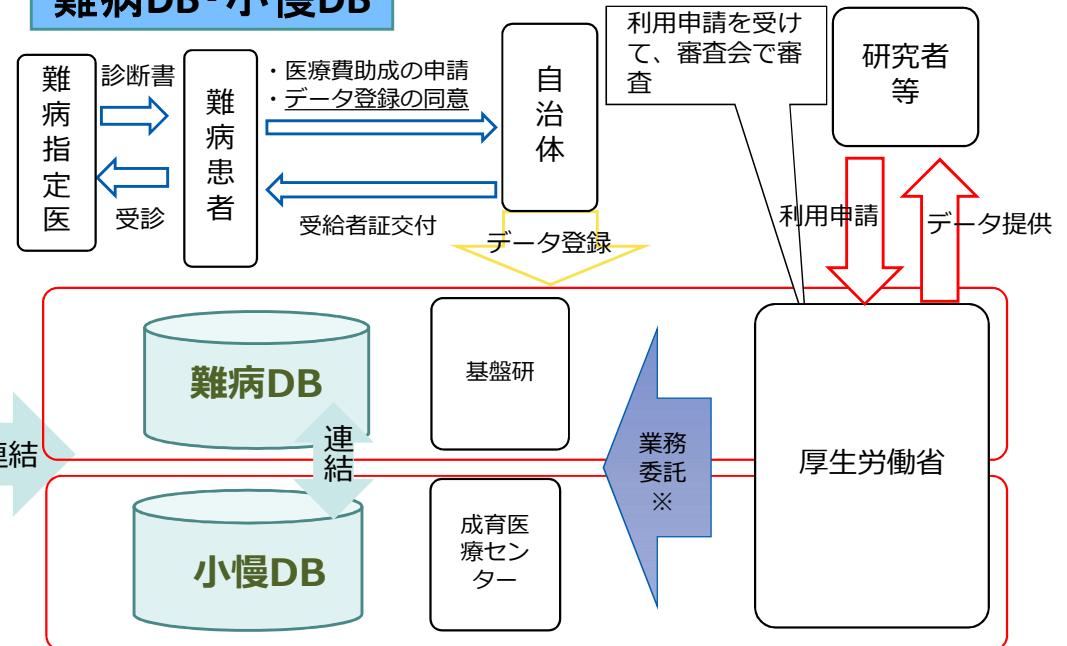 難病DB・小慢DB
難病指定医
診断書
受診
難病患者
・医療費助成の申請
・データ登録の同意
受給者証交付
自治体
データ登録
利用申請を受け
て、審査会で審
査
研究者
等
利用申請
データ提供
難病DB
基盤研
連結
連結
業務
委託
※
厚生労働省
小慢DB
成育医
療セン
ター